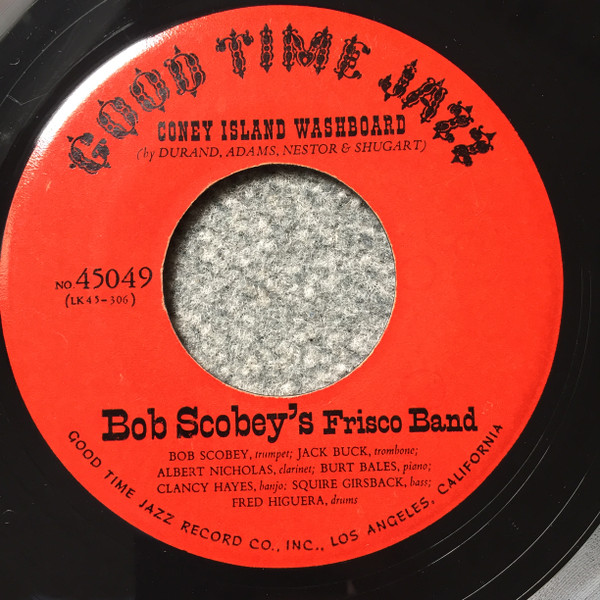 GOOD TIME JAZZ
CONEY ISLAND WASHBOARD
(by DURAND, ADAMS, NESTOR & SHUGART)
NO. 45049
(LK45-306)
Bob Scobey's Frisco Band
BOB SCOBEY, trumpet; JACK BUCK, trombone;
ALBERT NICHOLAS, clarinet; BURT BALES, piano;
CLANCY HAYES, banjo; SQUIRE GIRSBACK, bass;
FRED HIGUERA, drums
GOOD TIME JAZZ RECORD CO., INC., LOS ANGELES, CALIFORNIA